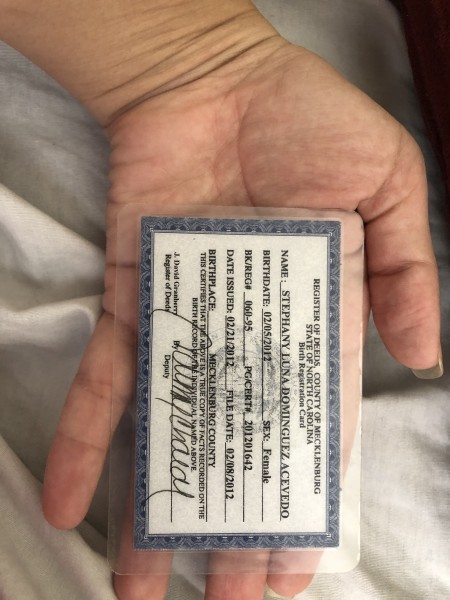 REGISTER OF DEEDS, COUNTY OF MECKLENBURG
STATE OF NORTH CAROLINA
Birth Registration Card
NAME: STEPHANY LUNA DOMINGUEZ ACEVEDO
BIRTHDATE: 02/05/2012 SEX: Female
BK/REG# 060-95 PG/CERT# 201201642
DATE ISSUED: 02/21/2012 FILE DATE: 02/08/2012
BIRTHPLACE: MECKLENBURG COUNTY
THIS CERTIFIES THAT THE ABOVE IS A TRUE COPY OF FACTS RECORDED ON THE
BIRTH RECORD OF THE INDIVIDUAL NAMED ABOVE.
J. David Granberry By
Register of Deeds Deputy